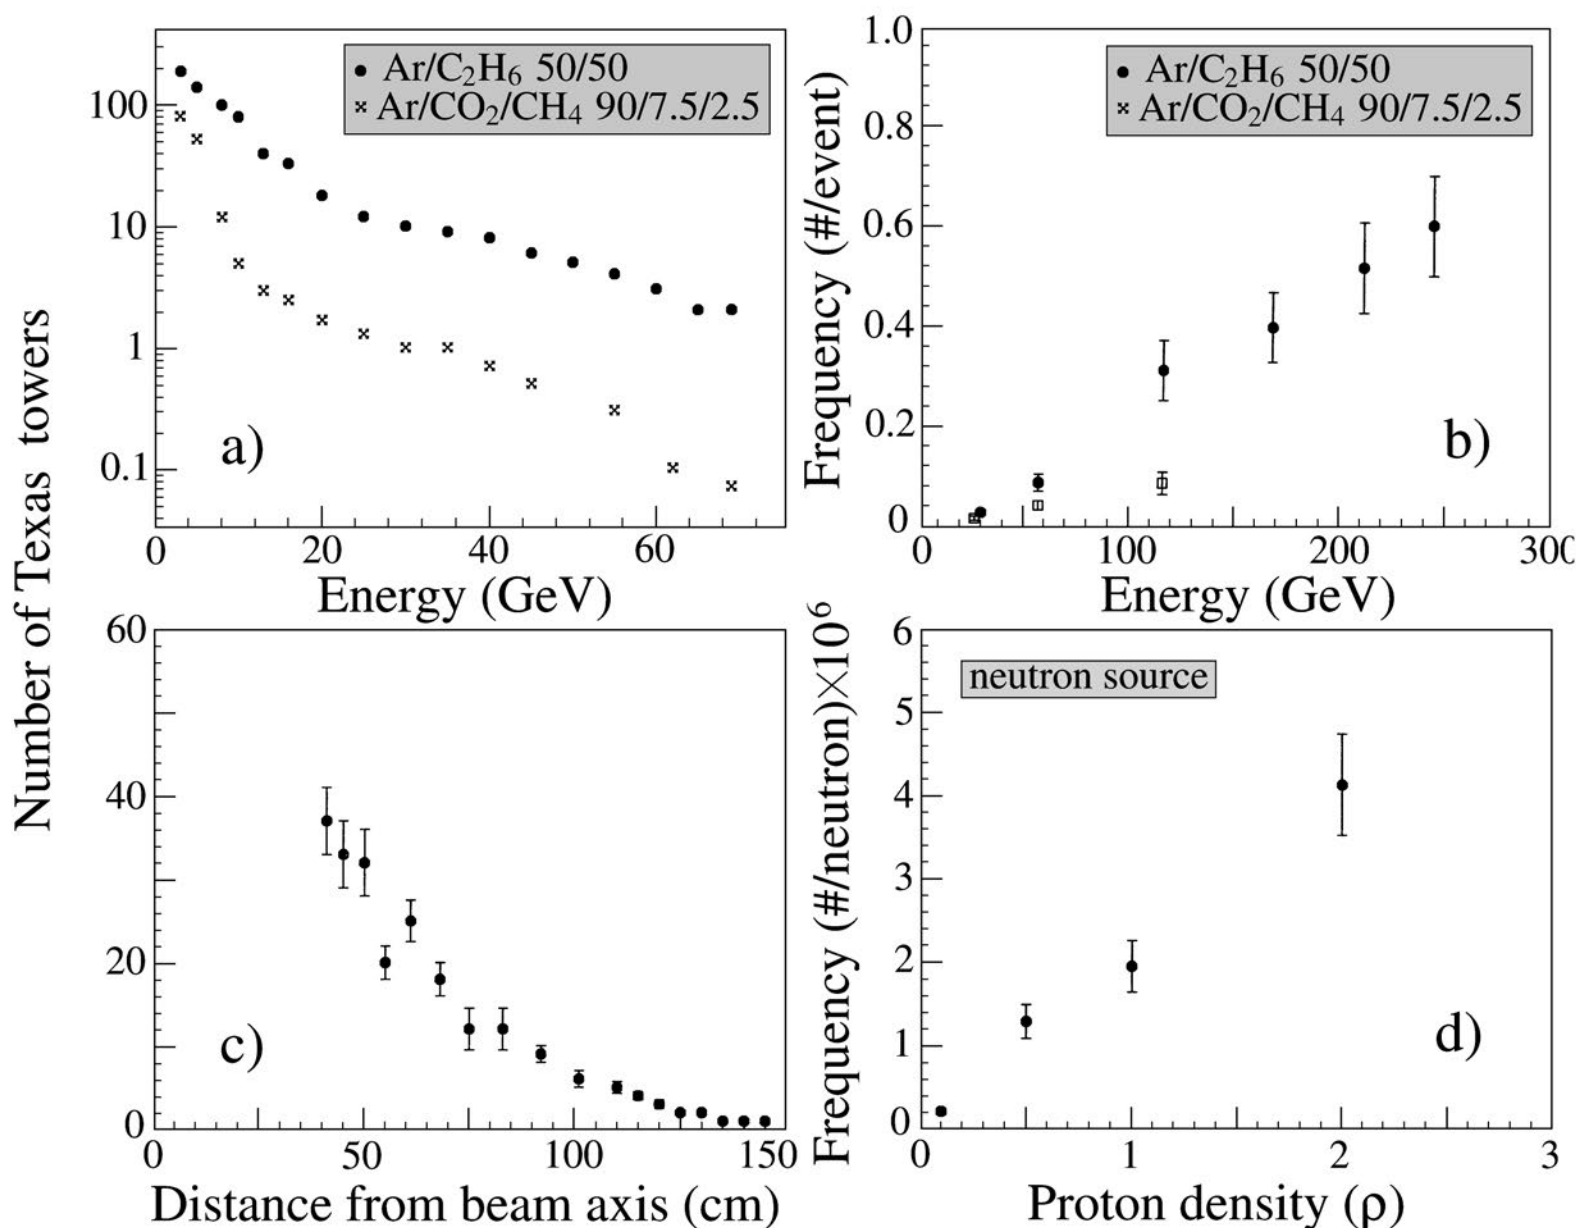 Number of Texas towers
Ar/C₂H₆ 50/50
Ar/CO₂/CH₄ 90/7.5/2.5
100
10
1
0.1
a)
0 20 40 60
Energy (GeV)
Frequency (#/event)
Ar/C₂H₆ 50/50
Ar/CO₂/CH₄ 90/7.5/2.5
1.0
0.8
0.6
0.4
0.2
0
b)
0 100 200 300
Energy (GeV)
60
40
20
0
c)
0 50 100 150
Distance from beam axis (cm)
Frequency (#/neutron)×10⁶
neutron source
6
5
4
3
2
1
0
d)
0 1 2 3
Proton density (ρ)